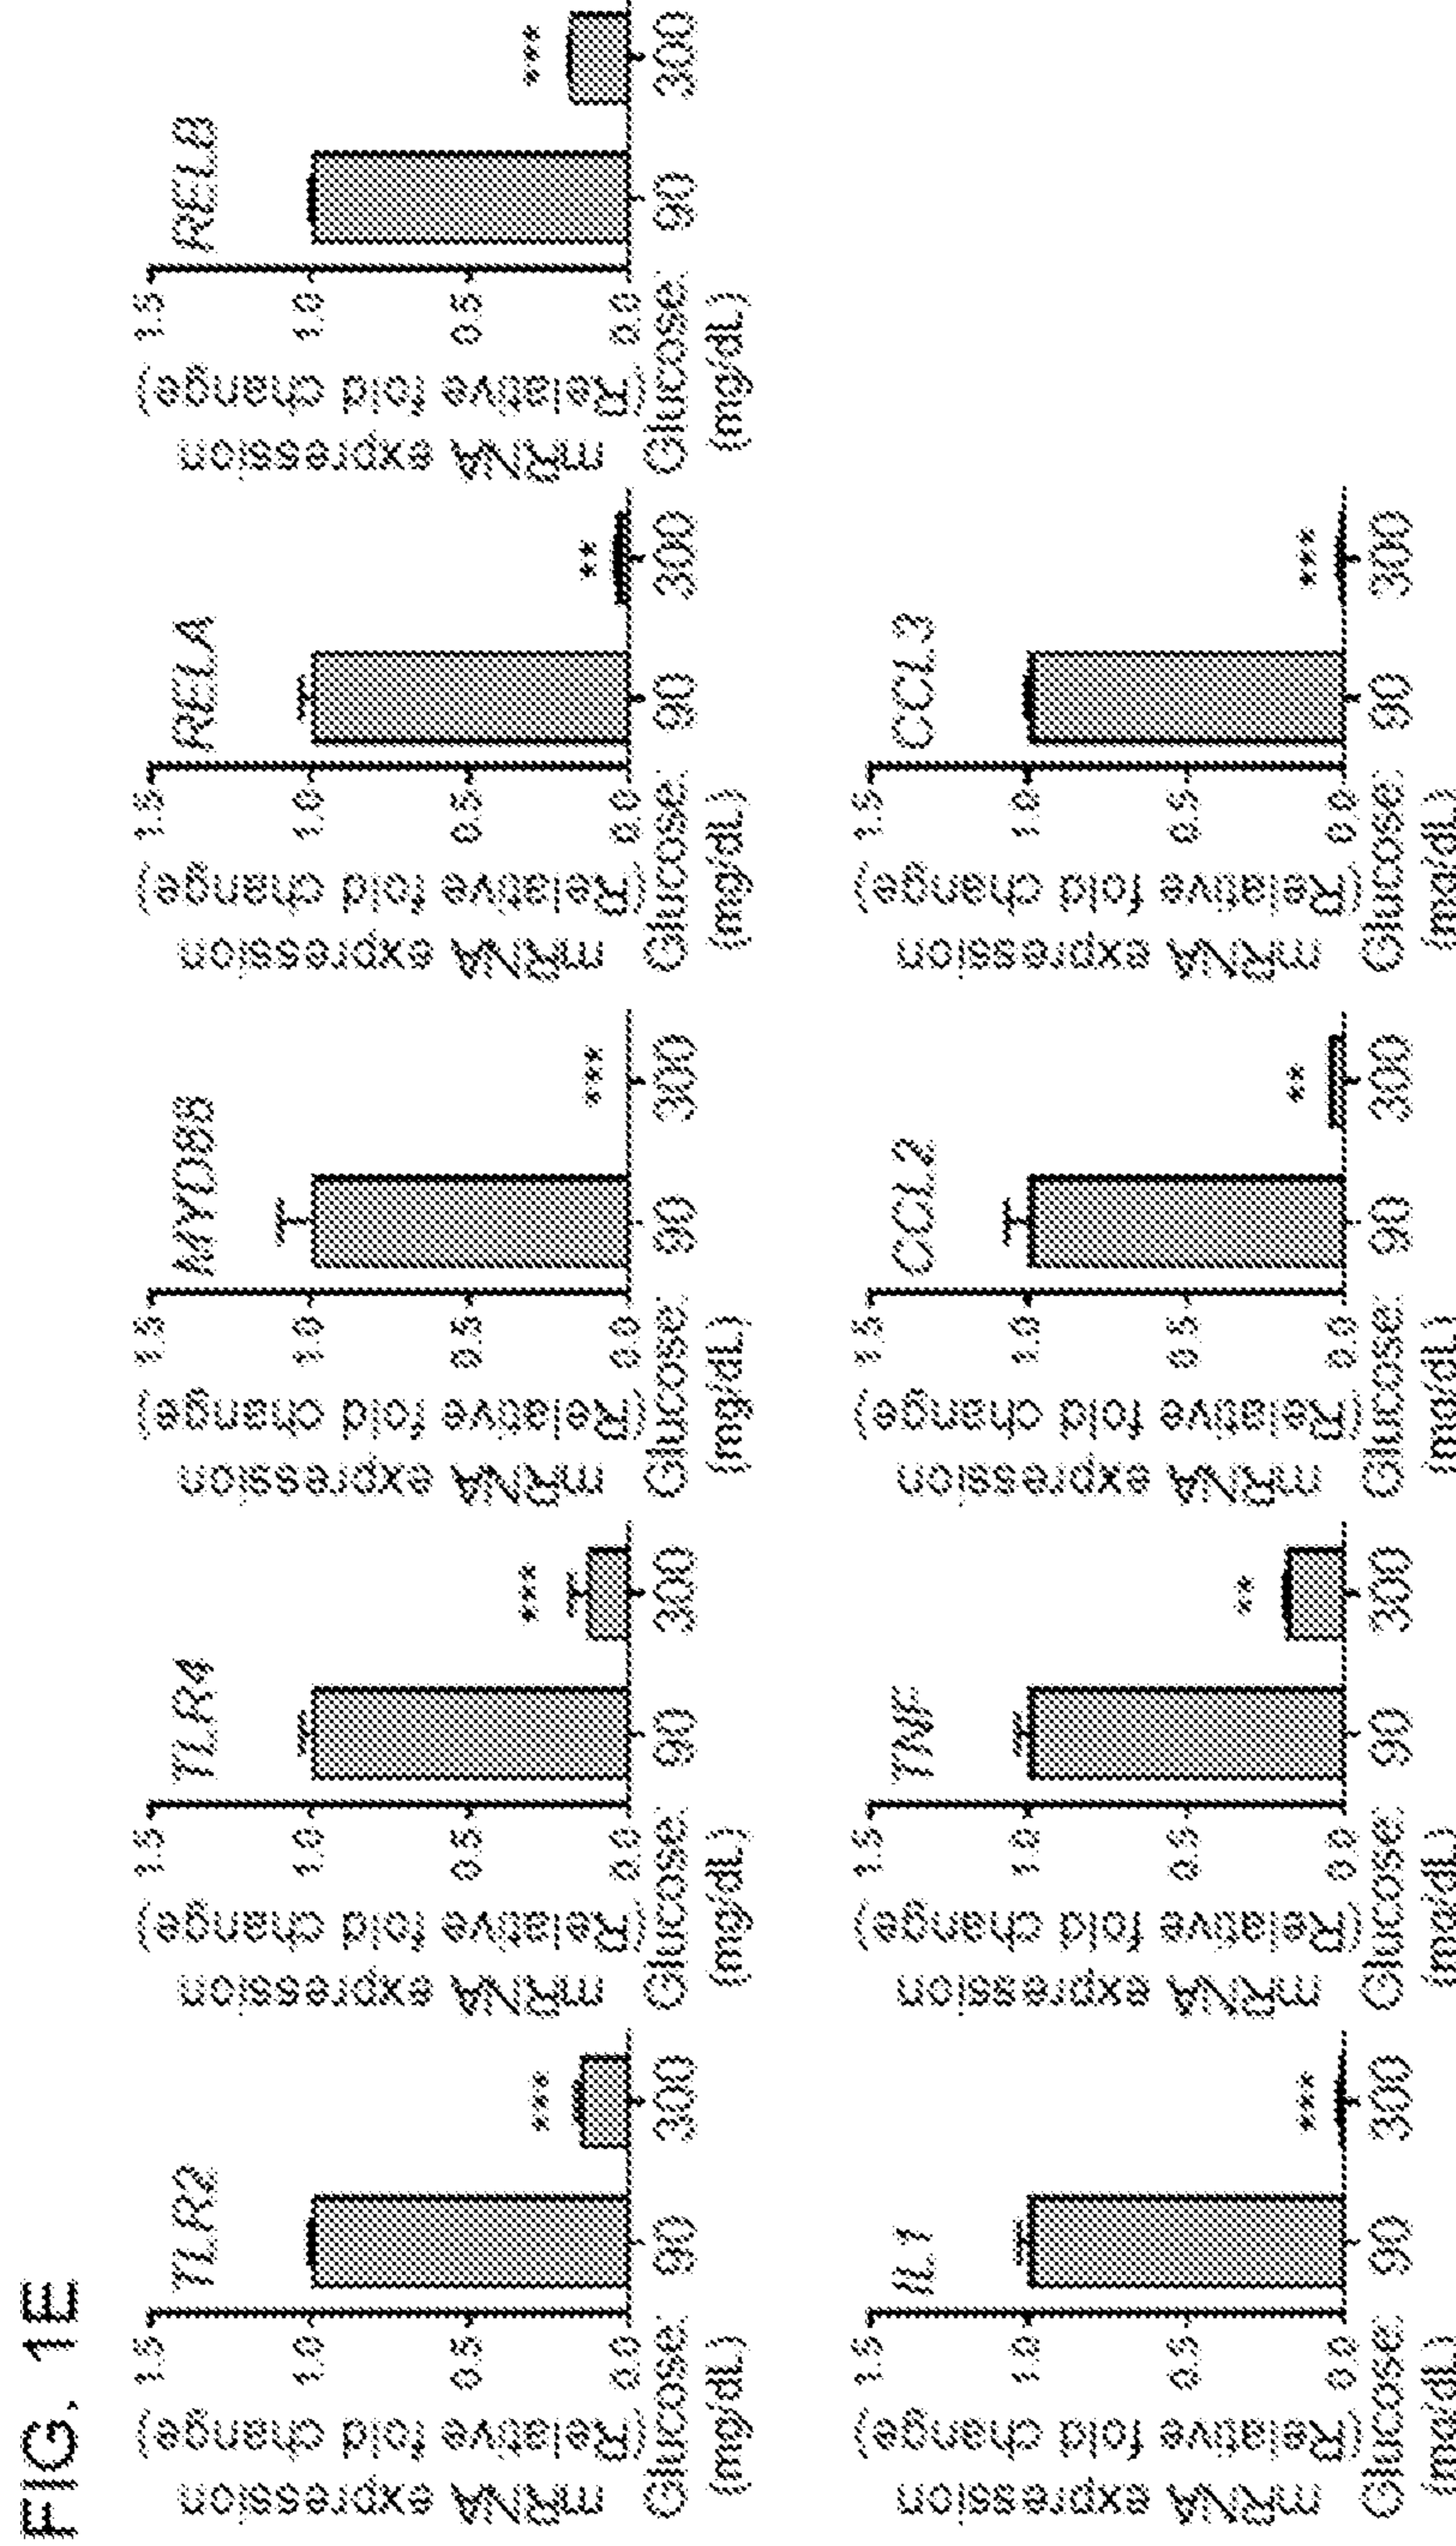 FIG. 1E
TLR2
mRNA expression
(Relative fold change)
1.5
1.0
0.5
0.0
***
Glucose: 90 300
(mg/dL)
TLR4
mRNA expression
(Relative fold change)
1.5
1.0
0.5
0.0
***
Glucose: 90 300
(mg/dL)
MYD88
mRNA expression
(Relative fold change)
1.5
1.0
0.5
0.0
***
Glucose: 90 300
(mg/dL)
RELA
mRNA expression
(Relative fold change)
1.5
1.0
0.5
0.0
**
Glucose: 90 300
(mg/dL)
RELB
mRNA expression
(Relative fold change)
1.5
1.0
0.5
0.0
***
Glucose: 90 300
(mg/dL)
IL1
mRNA expression
(Relative fold change)
1.5
1.0
0.5
0.0
***
Glucose: 90 300
(mg/dL)
TNF
mRNA expression
(Relative fold change)
1.5
1.0
0.5
0.0
**
Glucose: 90 300
(mg/dL)
CCL2
mRNA expression
(Relative fold change)
1.5
1.0
0.5
0.0
**
Glucose: 90 300
(mg/dL)
CCL3
mRNA expression
(Relative fold change)
1.5
1.0
0.5
0.0
***
Glucose: 90 300
(mg/dL)